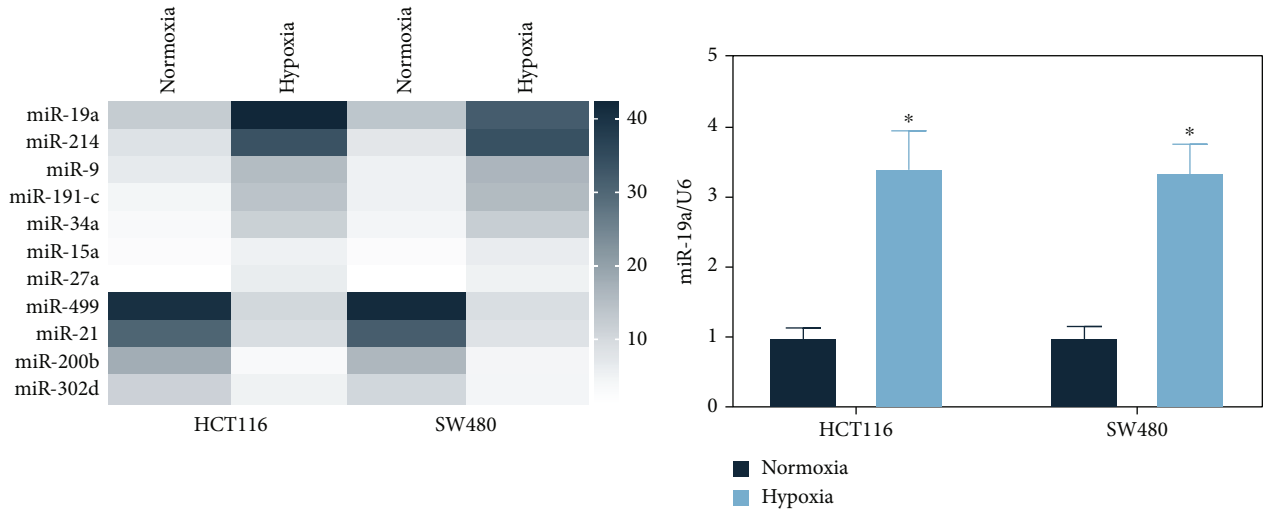 Normoxia
Hypoxia
Normoxia
Hypoxia
miR-19a
miR-214
miR-9
miR-191-c
miR-34a
miR-15a
miR-27a
miR-499
miR-21
miR-200b
miR-302d
40
30
20
10
HCT116 SW480
miR-19a/U6
5
4
3
2
1
0
*
*
HCT116 SW480
Normoxia
Hypoxia